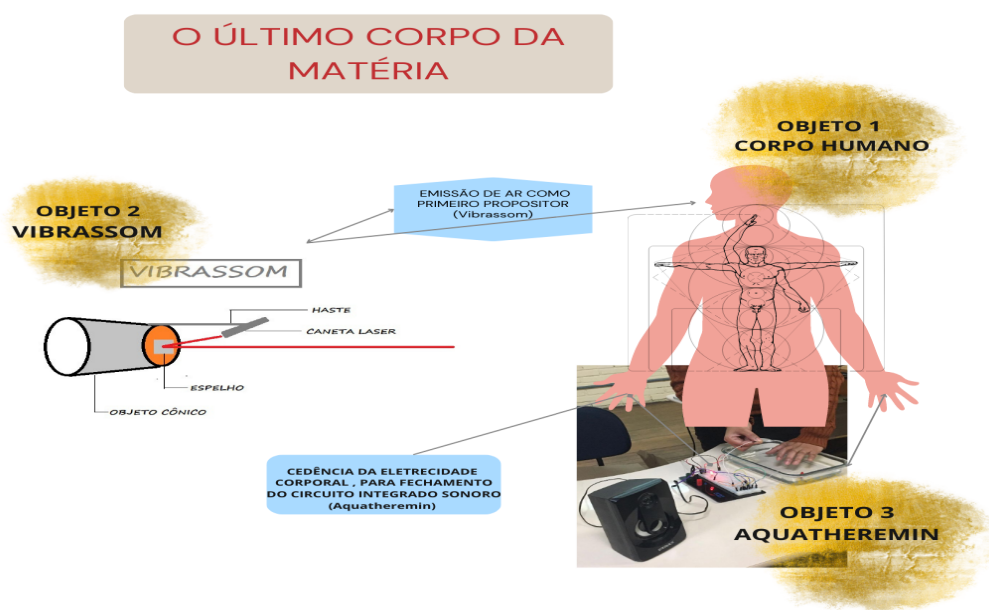 O ÚLTIMO CORPO DA
MATÉRIA
OBJETO 1
CORPO HUMANO
EMISSÃO DE AR COMO
PRIMEIRO PROPOSITOR
(Vibrassom)
OBJETO 2
VIBRASSOM
VIBRASSOM
HASTE
CANETA LASER
ESPELHO
OBJETO CÔNICO
CEDÊNCIA DA ELETRECIDADE
CORPORAL , PARA FECHAMENTO
DO CIRCUITO INTEGRADO SONORO
(Aquatheremin)
OBJETO 3
AQUATHEREMIN